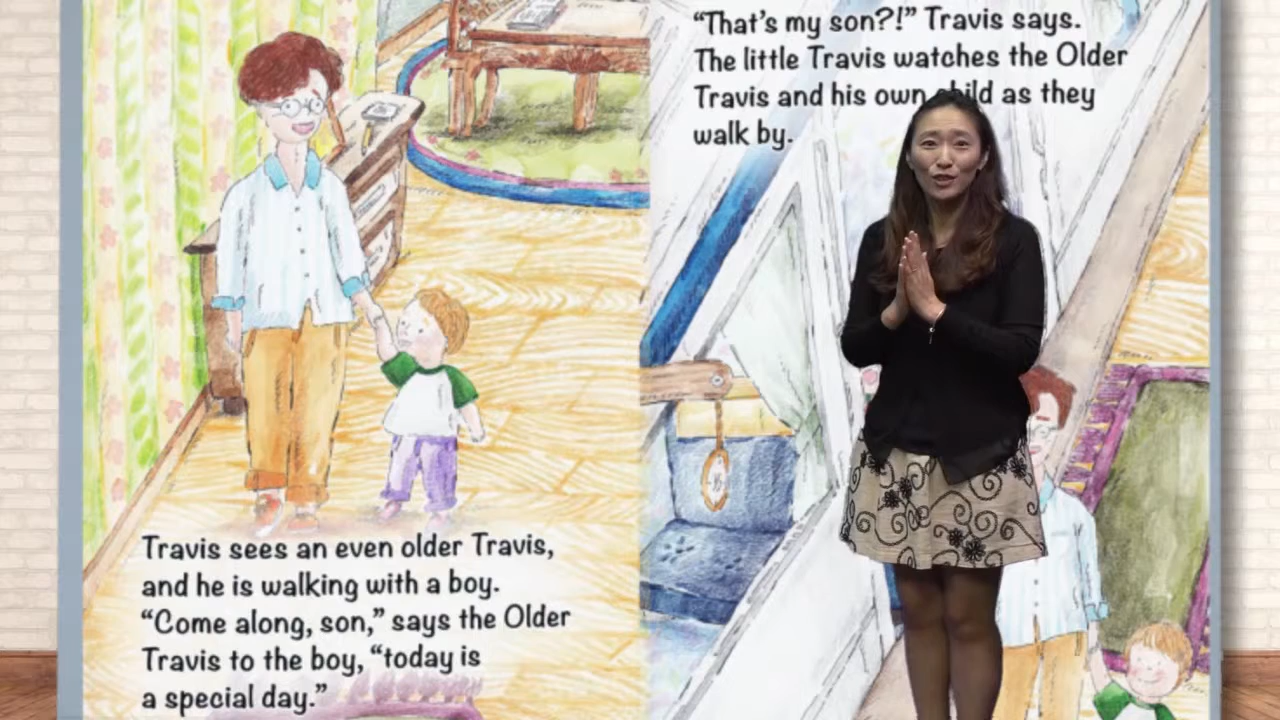 Travis sees an even older Travis,
and he is walking with a boy.
“Come along, son,” says the Older
Travis to the boy, “today is
a special day.”
“That’s my son?!” Travis says.
The little Travis watches the Older
Travis and his own child as they
walk by.